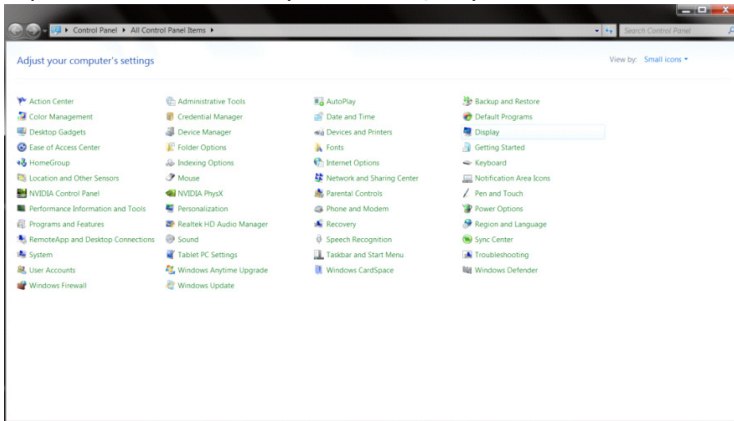 Control Panel ▸ All Control Panel Items ▸
Search Control Panel
Adjust your computer's settings
View by: Small icons
Action Center
Administrative Tools
AutoPlay
Backup and Restore
Color Management
Credential Manager
Date and Time
Default Programs
Desktop Gadgets
Device Manager
Devices and Printers
Display
Ease of Access Center
Folder Options
Fonts
Getting Started
HomeGroup
Indexing Options
Internet Options
Keyboard
Location and Other Sensors
Mouse
Network and Sharing Center
Notification Area Icons
NVIDIA Control Panel
NVIDIA PhysX
Parental Controls
Pen and Touch
Performance Information and Tools
Personalization
Phone and Modem
Power Options
Programs and Features
Realtek HD Audio Manager
Recovery
Region and Language
RemoteApp and Desktop Connections
Sound
Speech Recognition
Sync Center
System
Tablet PC Settings
Taskbar and Start Menu
Troubleshooting
User Accounts
Windows Anytime Upgrade
Windows CardSpace
Windows Defender
Windows Firewall
Windows Update